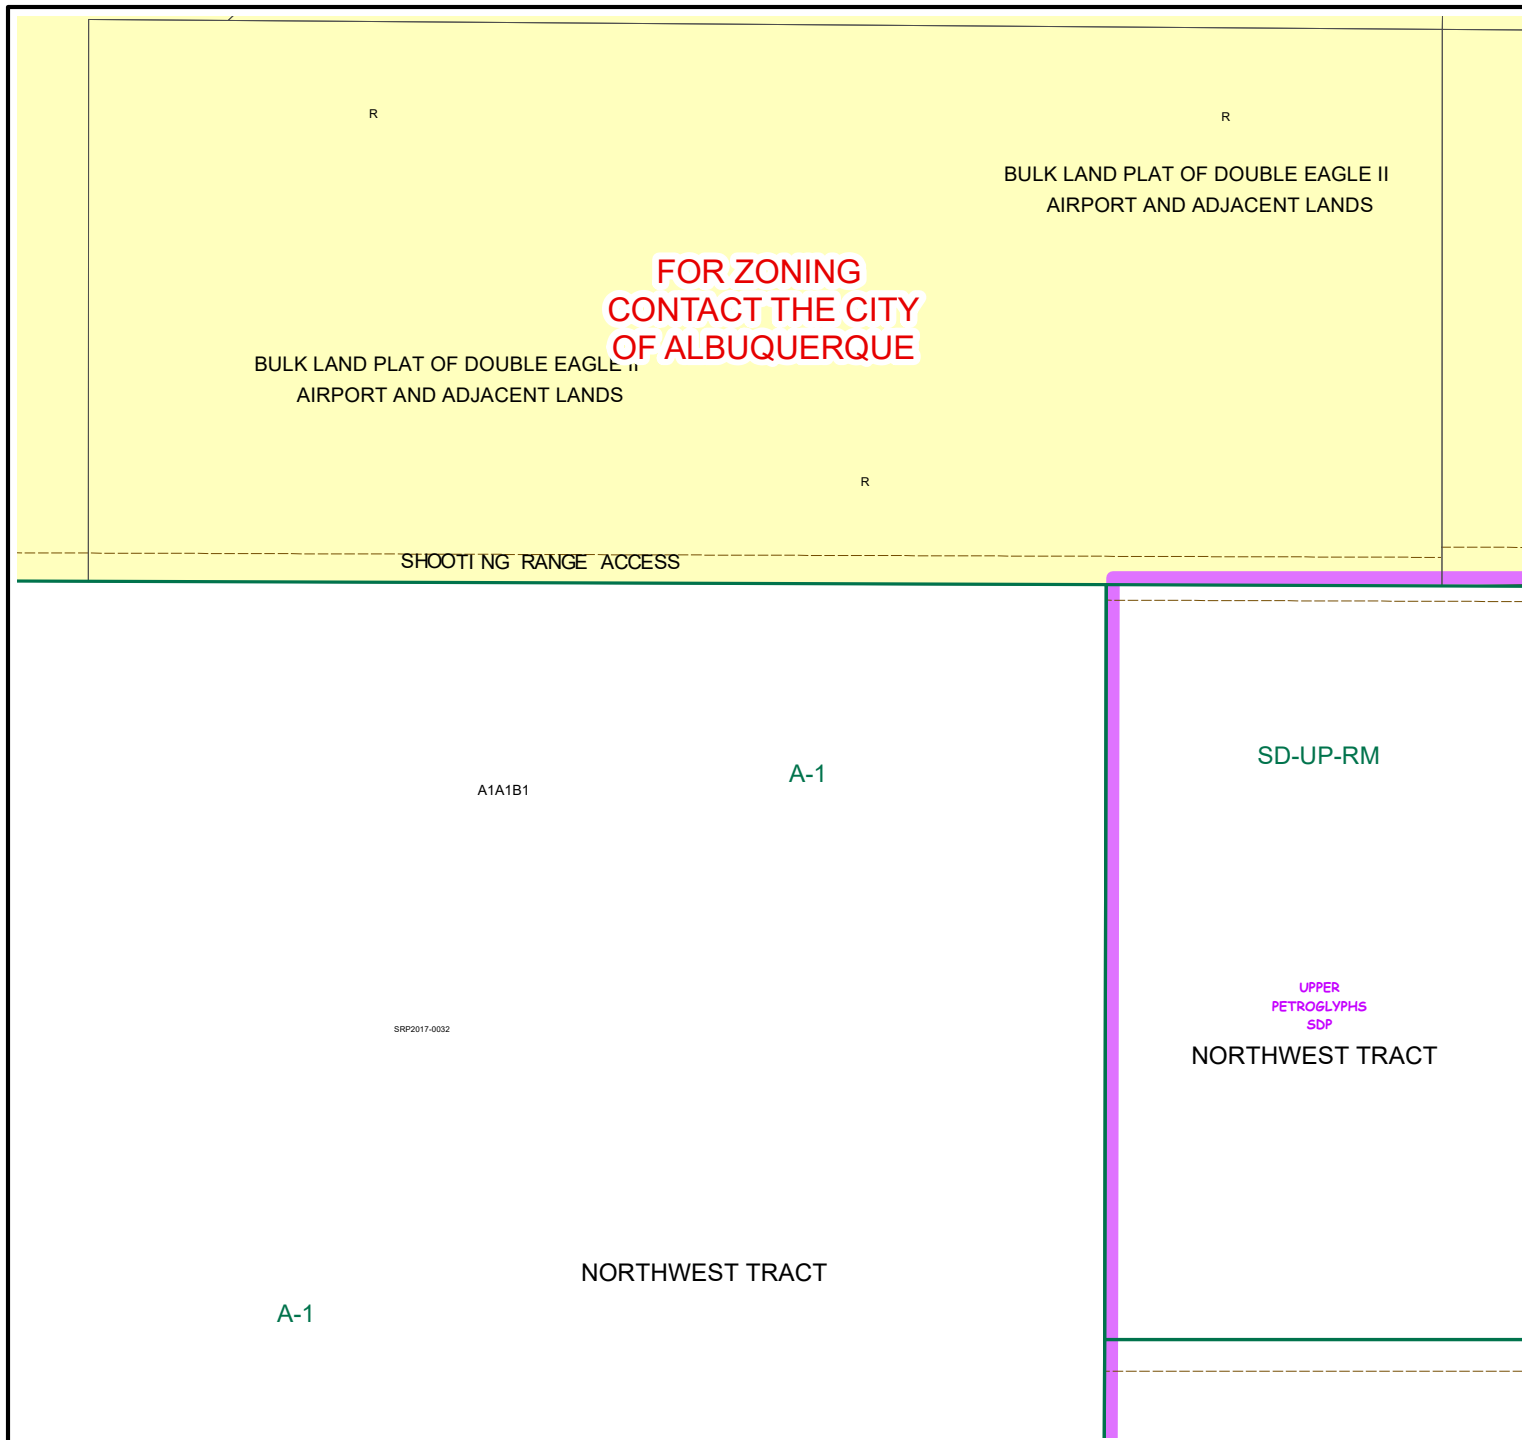 R
R
BULK LAND PLAT OF DOUBLE EAGLE II
AIRPORT AND ADJACENT LANDS
FOR ZONING
CONTACT THE CITY
OF ALBUQUERQUE
BULK LAND PLAT OF DOUBLE EAGLE II
AIRPORT AND ADJACENT LANDS
R
SHOOTING RANGE ACCESS
SD-UP-RM
A-1
A1A1B1
UPPER
PETROGLYPHS
SDP
SRP2017-0032
NORTHWEST TRACT
NORTHWEST TRACT
A-1